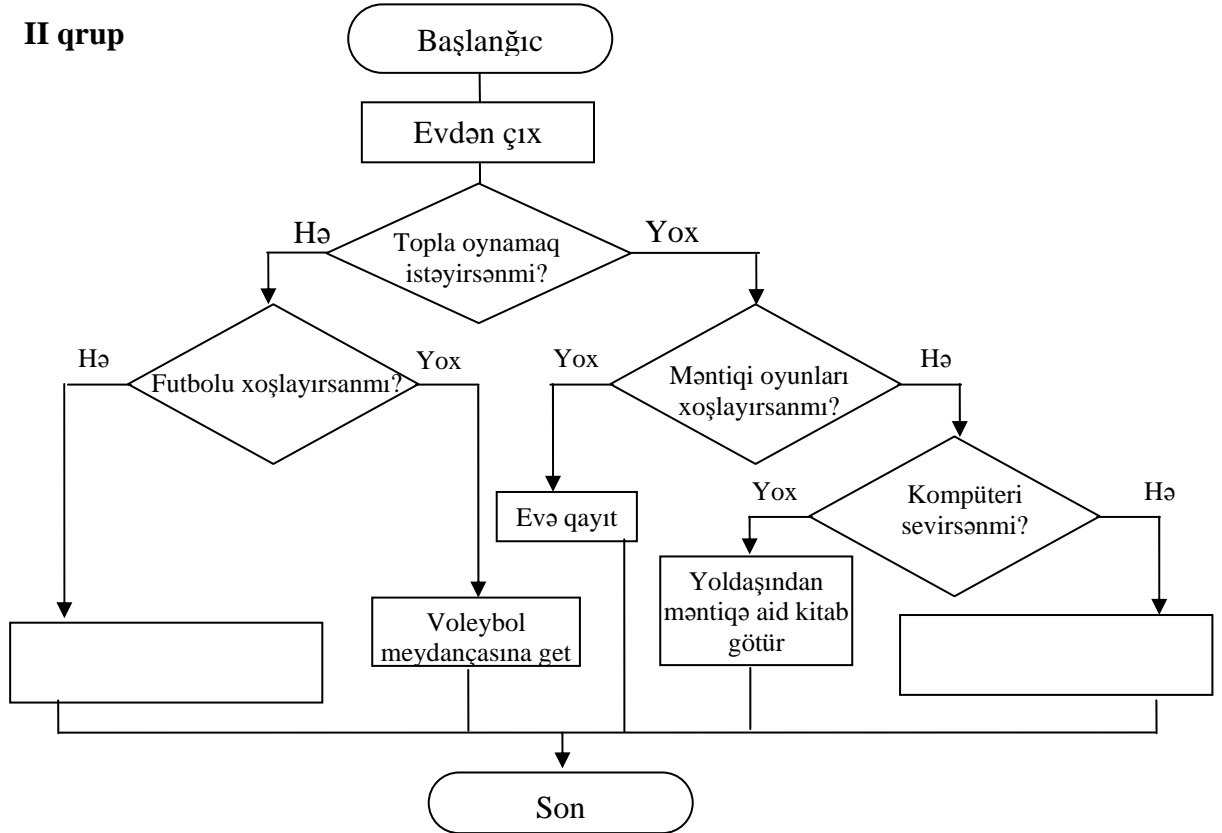 II qrup
Başlanğıc
Evdən çıx
Hə
Topla oynamaq
istəyirsənmi?
Yox
Hə
Futbolu xoşlayırsanmı?
Yox
Yox
Məntiqi oyunları
xoşlayırsanmı?
Hə
Evə qayıt
Yox
Kompüteri
sevirsənmi?
Hə
Voleybol
meydançasına get
Yoldaşından
məntiqə aid kitab
götür
Son